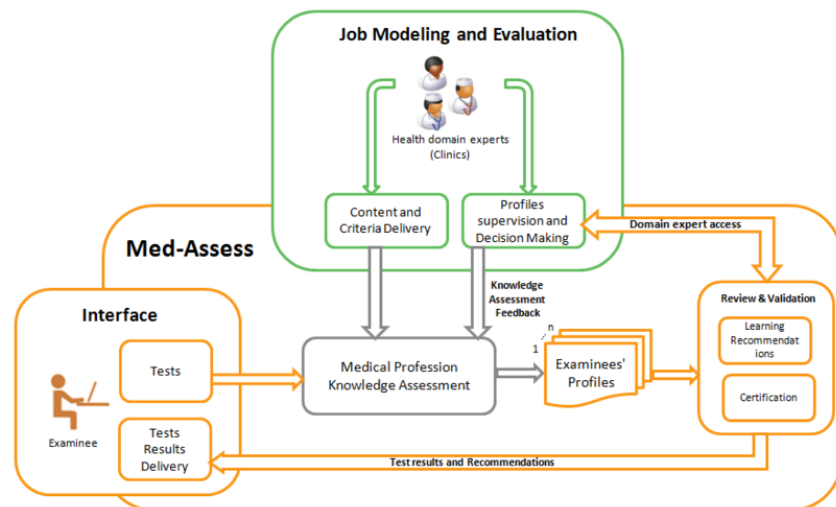 Job Modeling and Evaluation
Health domain experts
(Clinics)
Content and
Criteria Delivery
Profiles
supervision and
Decision Making
Domain expert access
Med-Assess
Knowledge
Assessment
Feedback
Review & Validation
Learning
Recommendat
ions
Certification
Interface
Tests
Examinee
Tests
Results
Delivery
Medical Profession
Knowledge Assessment
n
1
Examinees'
Profiles
Test results and Recommendations